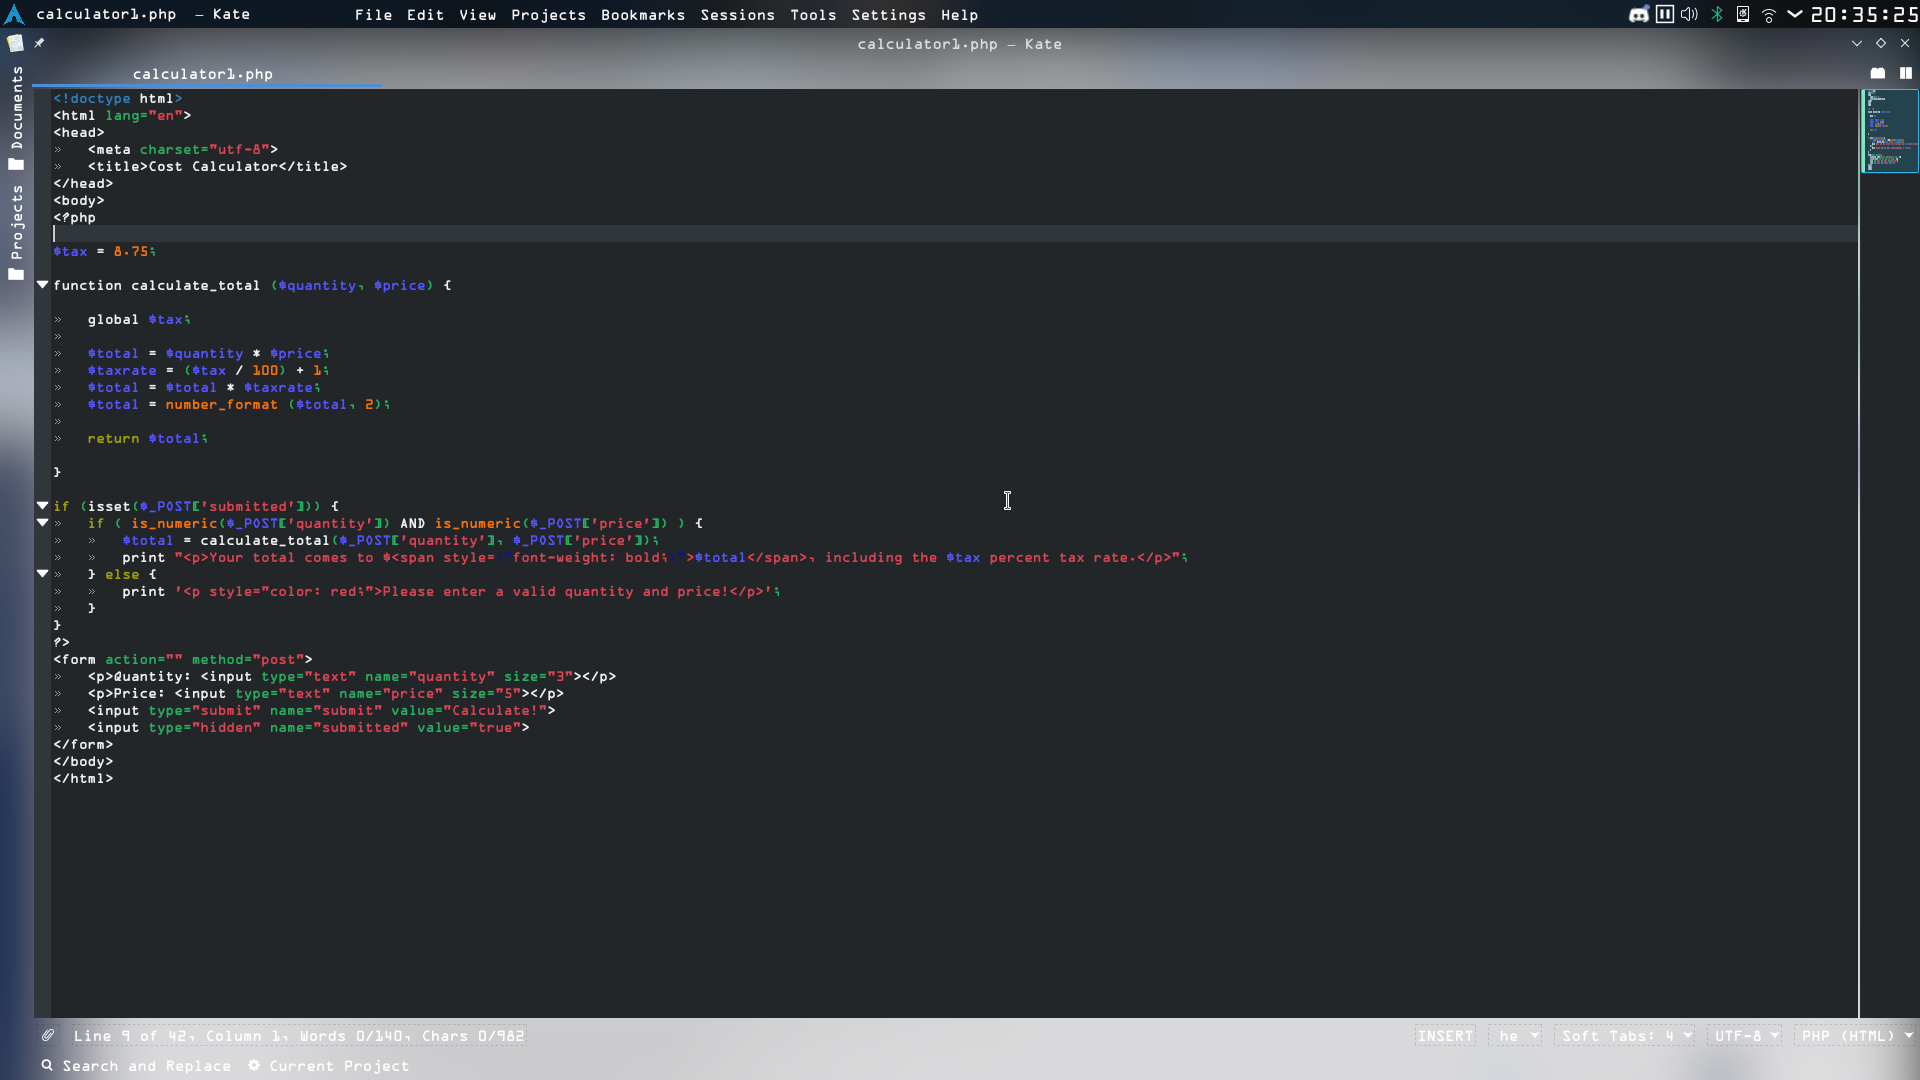 calculator1.php — Kate File Edit View Projects Bookmarks Sessions Tools Settings Help 20:35:25
calculator1.php — Kate
calculator1.php
Documents
Projects
<!doctype html>
<html lang="en">
<head>
» <meta charset="utf-8">
» <title>Cost Calculator</title>
</head>
<body>
<?php
$tax = 8.75;
function calculate_total ($quantity, $price) {
» global $tax;
»
» $total = $quantity * $price;
» $taxrate = ($tax / 100) + 1;
» $total = $total * $taxrate;
» $total = number_format ($total, 2);
»
» return $total;
}
if (isset($_POST['submitted'])) {
» if ( is_numeric($_POST['quantity']) AND is_numeric($_POST['price']) ) {
» » $total = calculate_total($_POST['quantity'], $_POST['price']);
» » print "<p>Your total comes to $<span style=\"font-weight: bold;\">$total</span>, including the $tax percent tax rate.</p>";
» } else {
» » print '<p style="color: red;">Please enter a valid quantity and price!</p>';
» }
}
?>
<form action="" method="post">
» <p>Quantity: <input type="text" name="quantity" size="3"></p>
» <p>Price: <input type="text" name="price" size="5"></p>
» <input type="submit" name="submit" value="Calculate!">
» <input type="hidden" name="submitted" value="true">
</form>
</body>
</html>
Line 9 of 42, Column 1, Words 0/140, Chars 0/982 INSERT he Soft Tabs: 4 UTF-8 PHP (HTML)
Search and Replace Current Project